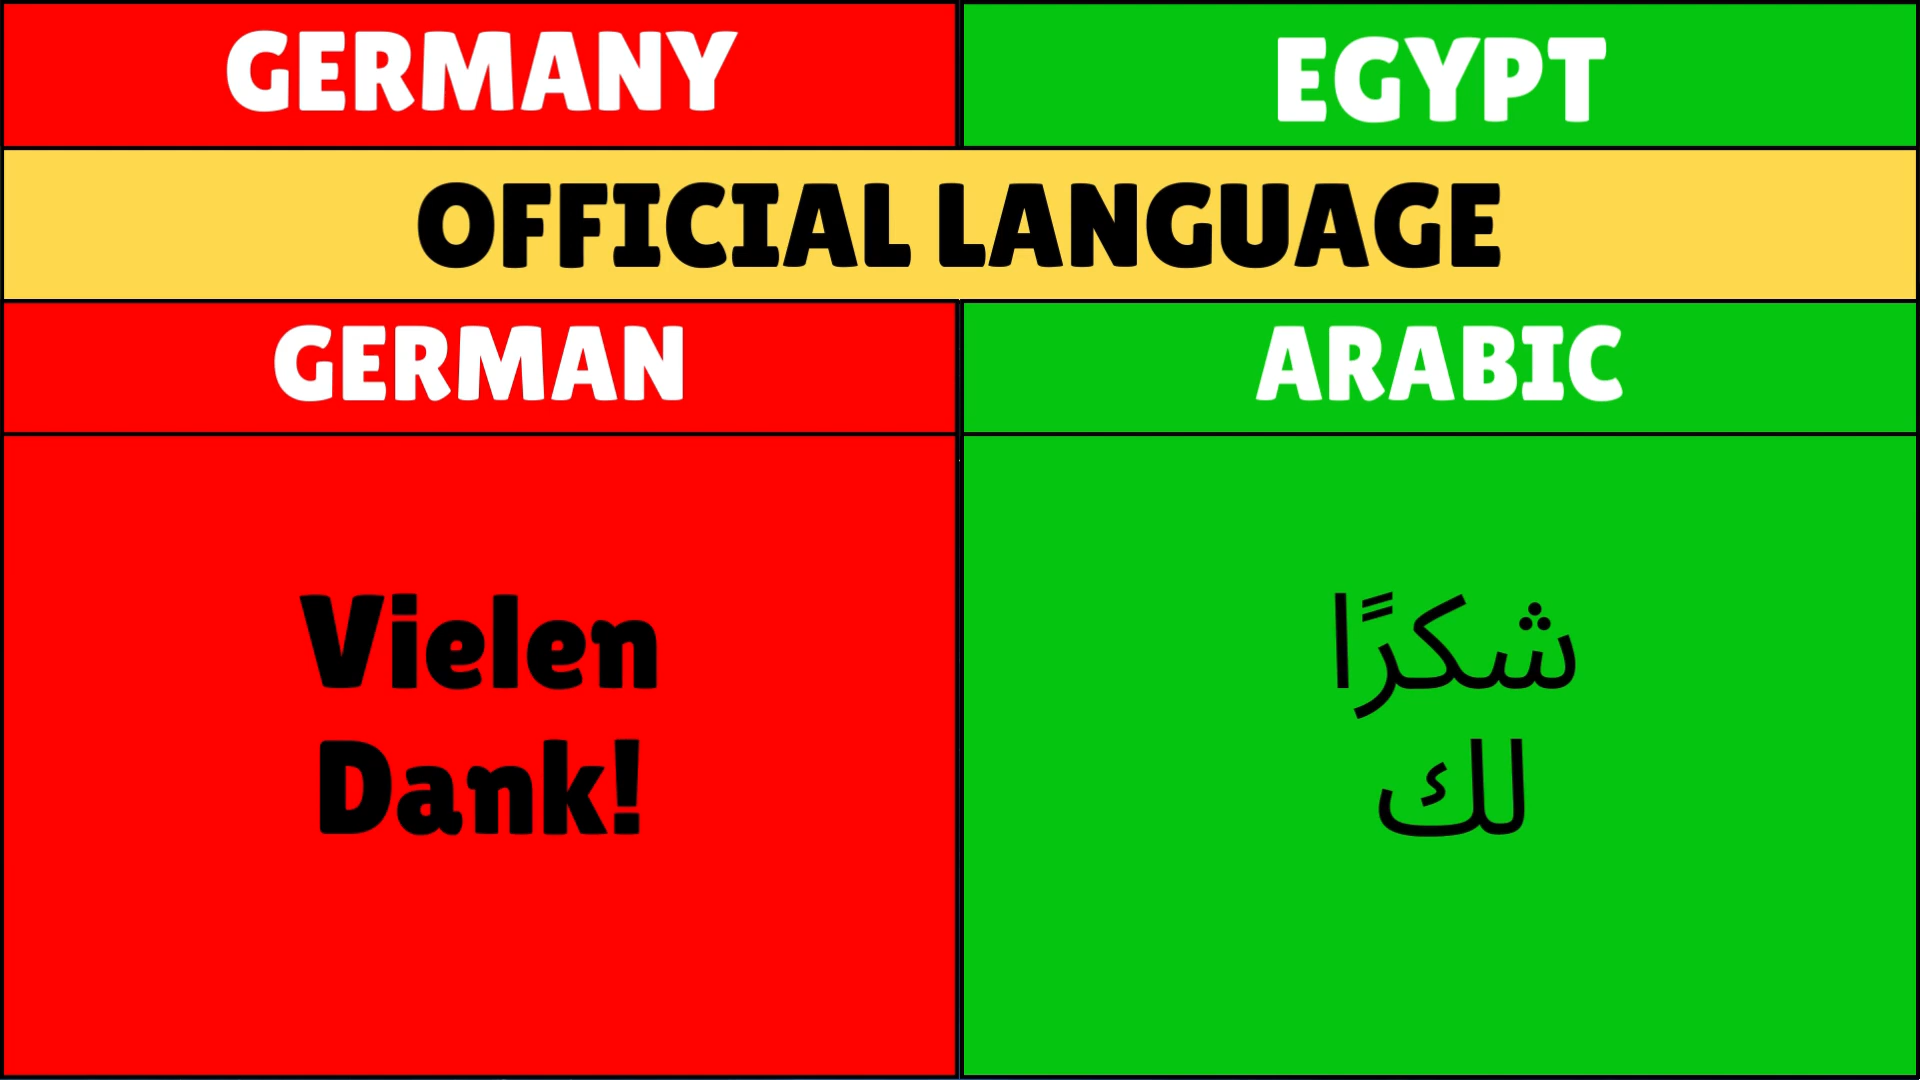 GERMANY
EGYPT
OFFICIAL LANGUAGE
GERMAN
ARABIC
Vielen
Dank!
شكرًا
لك